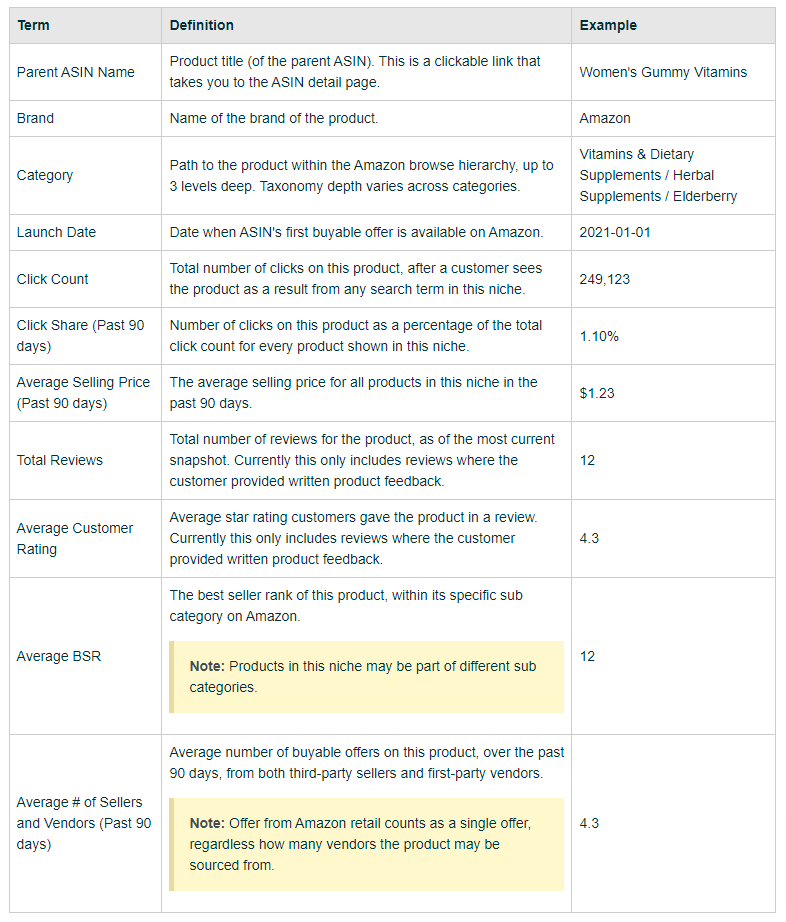 Term
Definition
Example
Parent ASIN Name
Product title (of the parent ASIN). This is a clickable link that
takes you to the ASIN detail page.
Women's Gummy Vitamins
Brand
Name of the brand of the product.
Amazon
Category
Path to the product within the Amazon browse hierarchy, up to
3 levels deep. Taxonomy depth varies across categories.
Vitamins & Dietary
Supplements / Herbal
Supplements / Elderberry
Launch Date
Date when ASIN's first buyable offer is available on Amazon.
2021-01-01
Click Count
Total number of clicks on this product, after a customer sees
the product as a result from any search term in this niche.
249,123
Click Share (Past 90
days)
Number of clicks on this product as a percentage of the total
click count for every product shown in this niche.
1.10%
Average Selling Price
(Past 90 days)
The average selling price for all products in this niche in the
past 90 days.
$1.23
Total Reviews
Total number of reviews for the product, as of the most current
snapshot. Currently this only includes reviews where the
customer provided written product feedback.
12
Average Customer
Rating
Average star rating customers gave the product in a review.
Currently this only includes reviews where the customer
provided written product feedback.
4.3
Average BSR
The best seller rank of this product, within its specific sub
category on Amazon.
Note: Products in this niche may be part of different sub
categories.
12
Average # of Sellers
and Vendors (Past 90
days)
Average number of buyable offers on this product, over the past
90 days, from both third-party sellers and first-party vendors.
Note: Offer from Amazon retail counts as a single offer,
regardless how many vendors the product may be
sourced from.
4.3